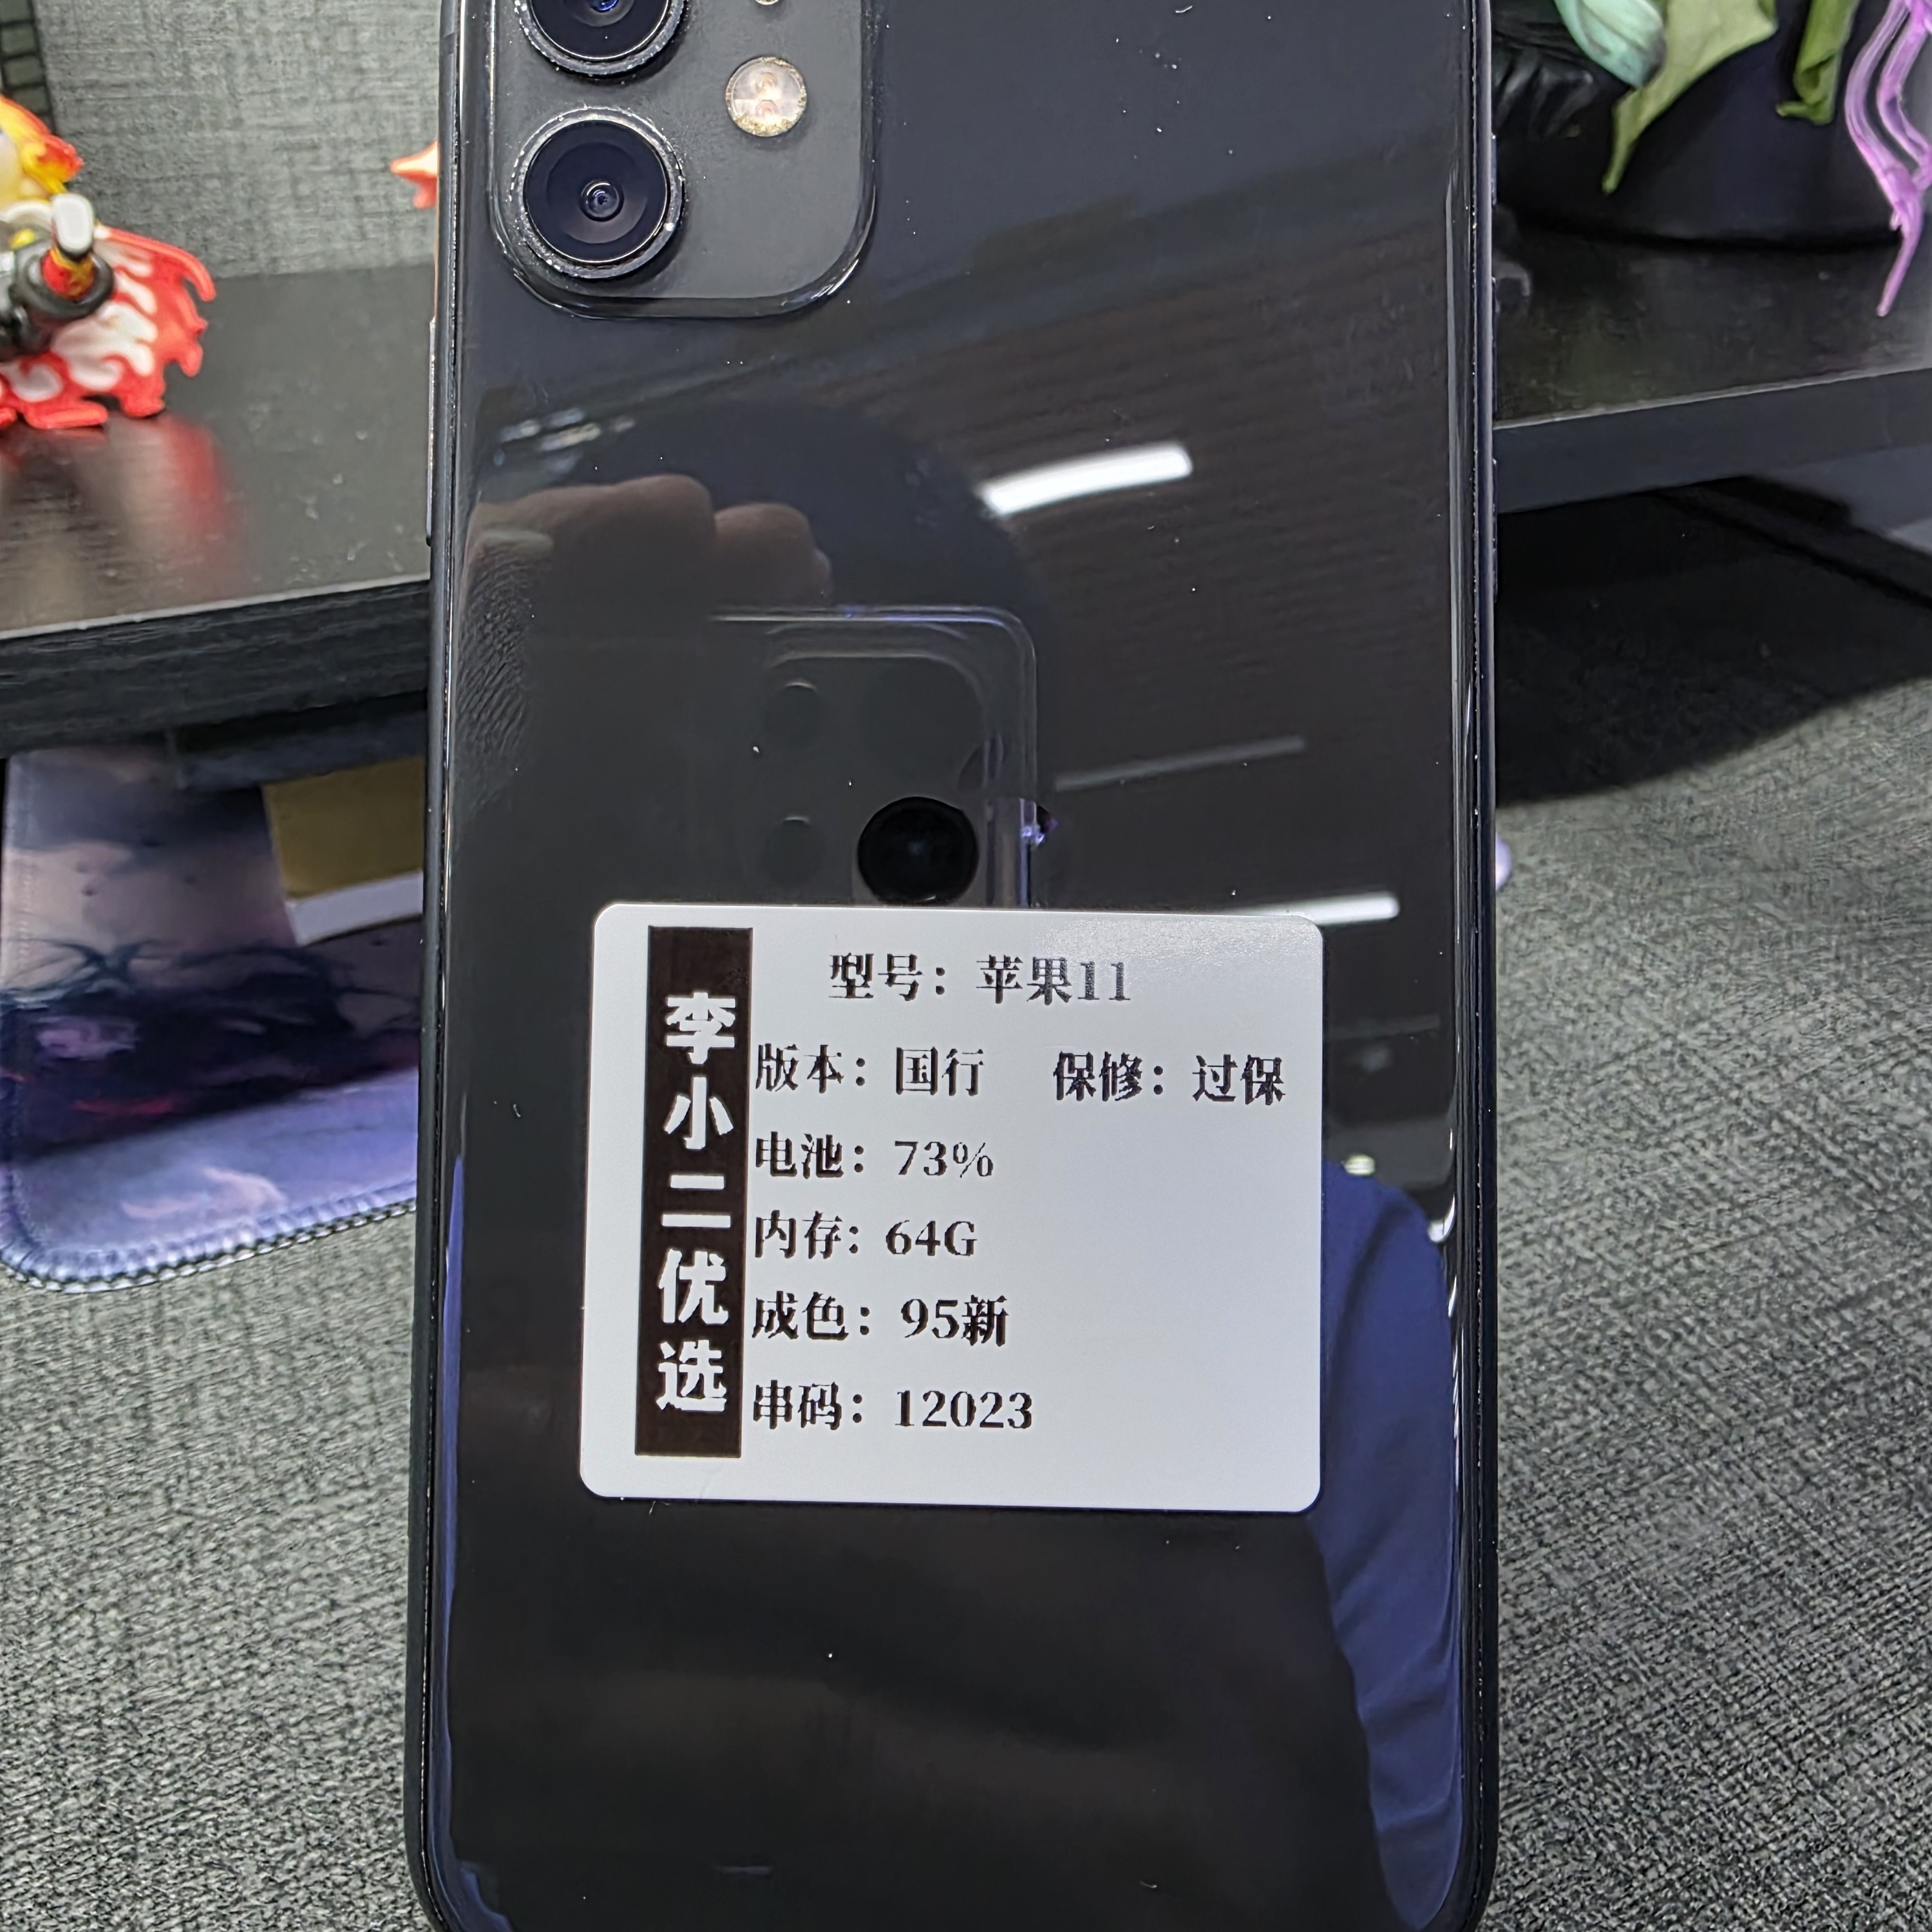 李小二优选
型号：苹果11
版本：国行 保修：过保
电池：73%
内存：64G
成色：95新
串码：12023